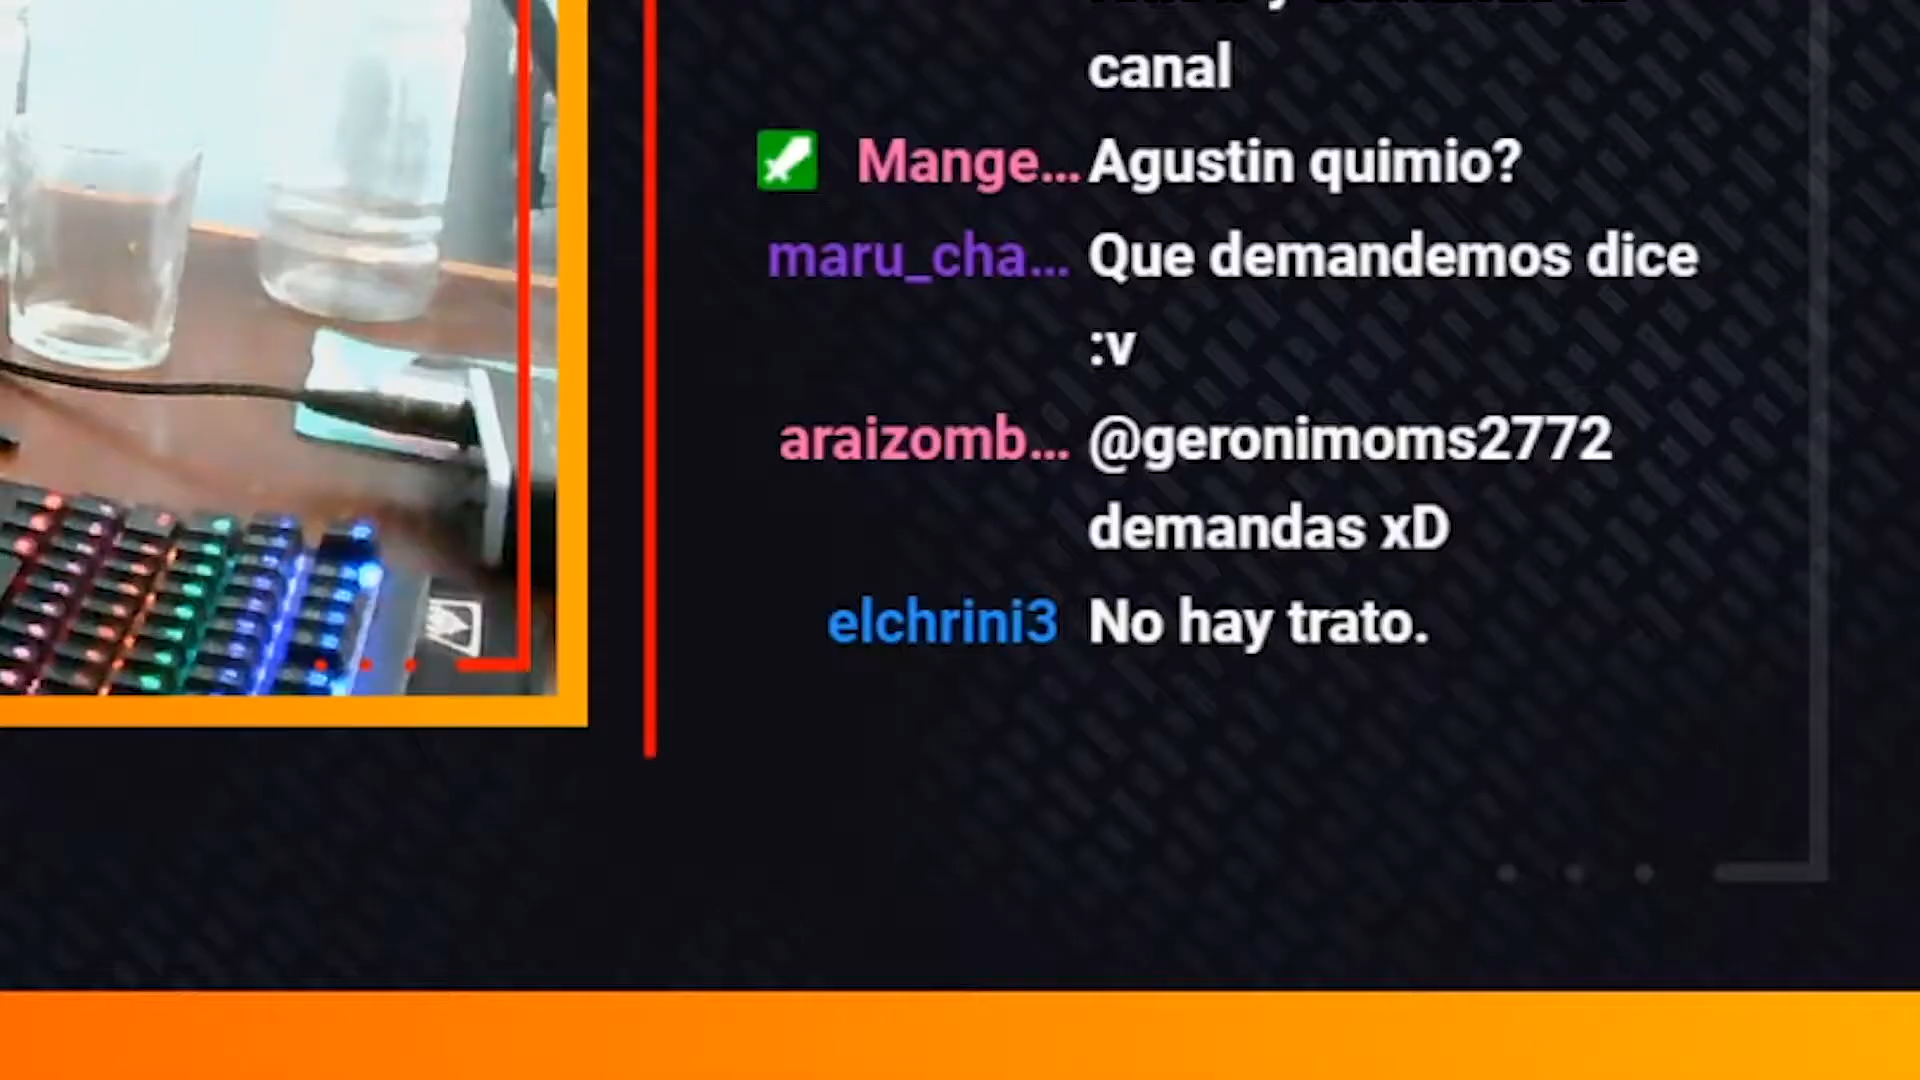 canal
Mange... Agustin quimio?
maru_cha... Que demandemos dice
:v
araizomb... @geronimoms2772
demandas xD
elchrini3 No hay trato.